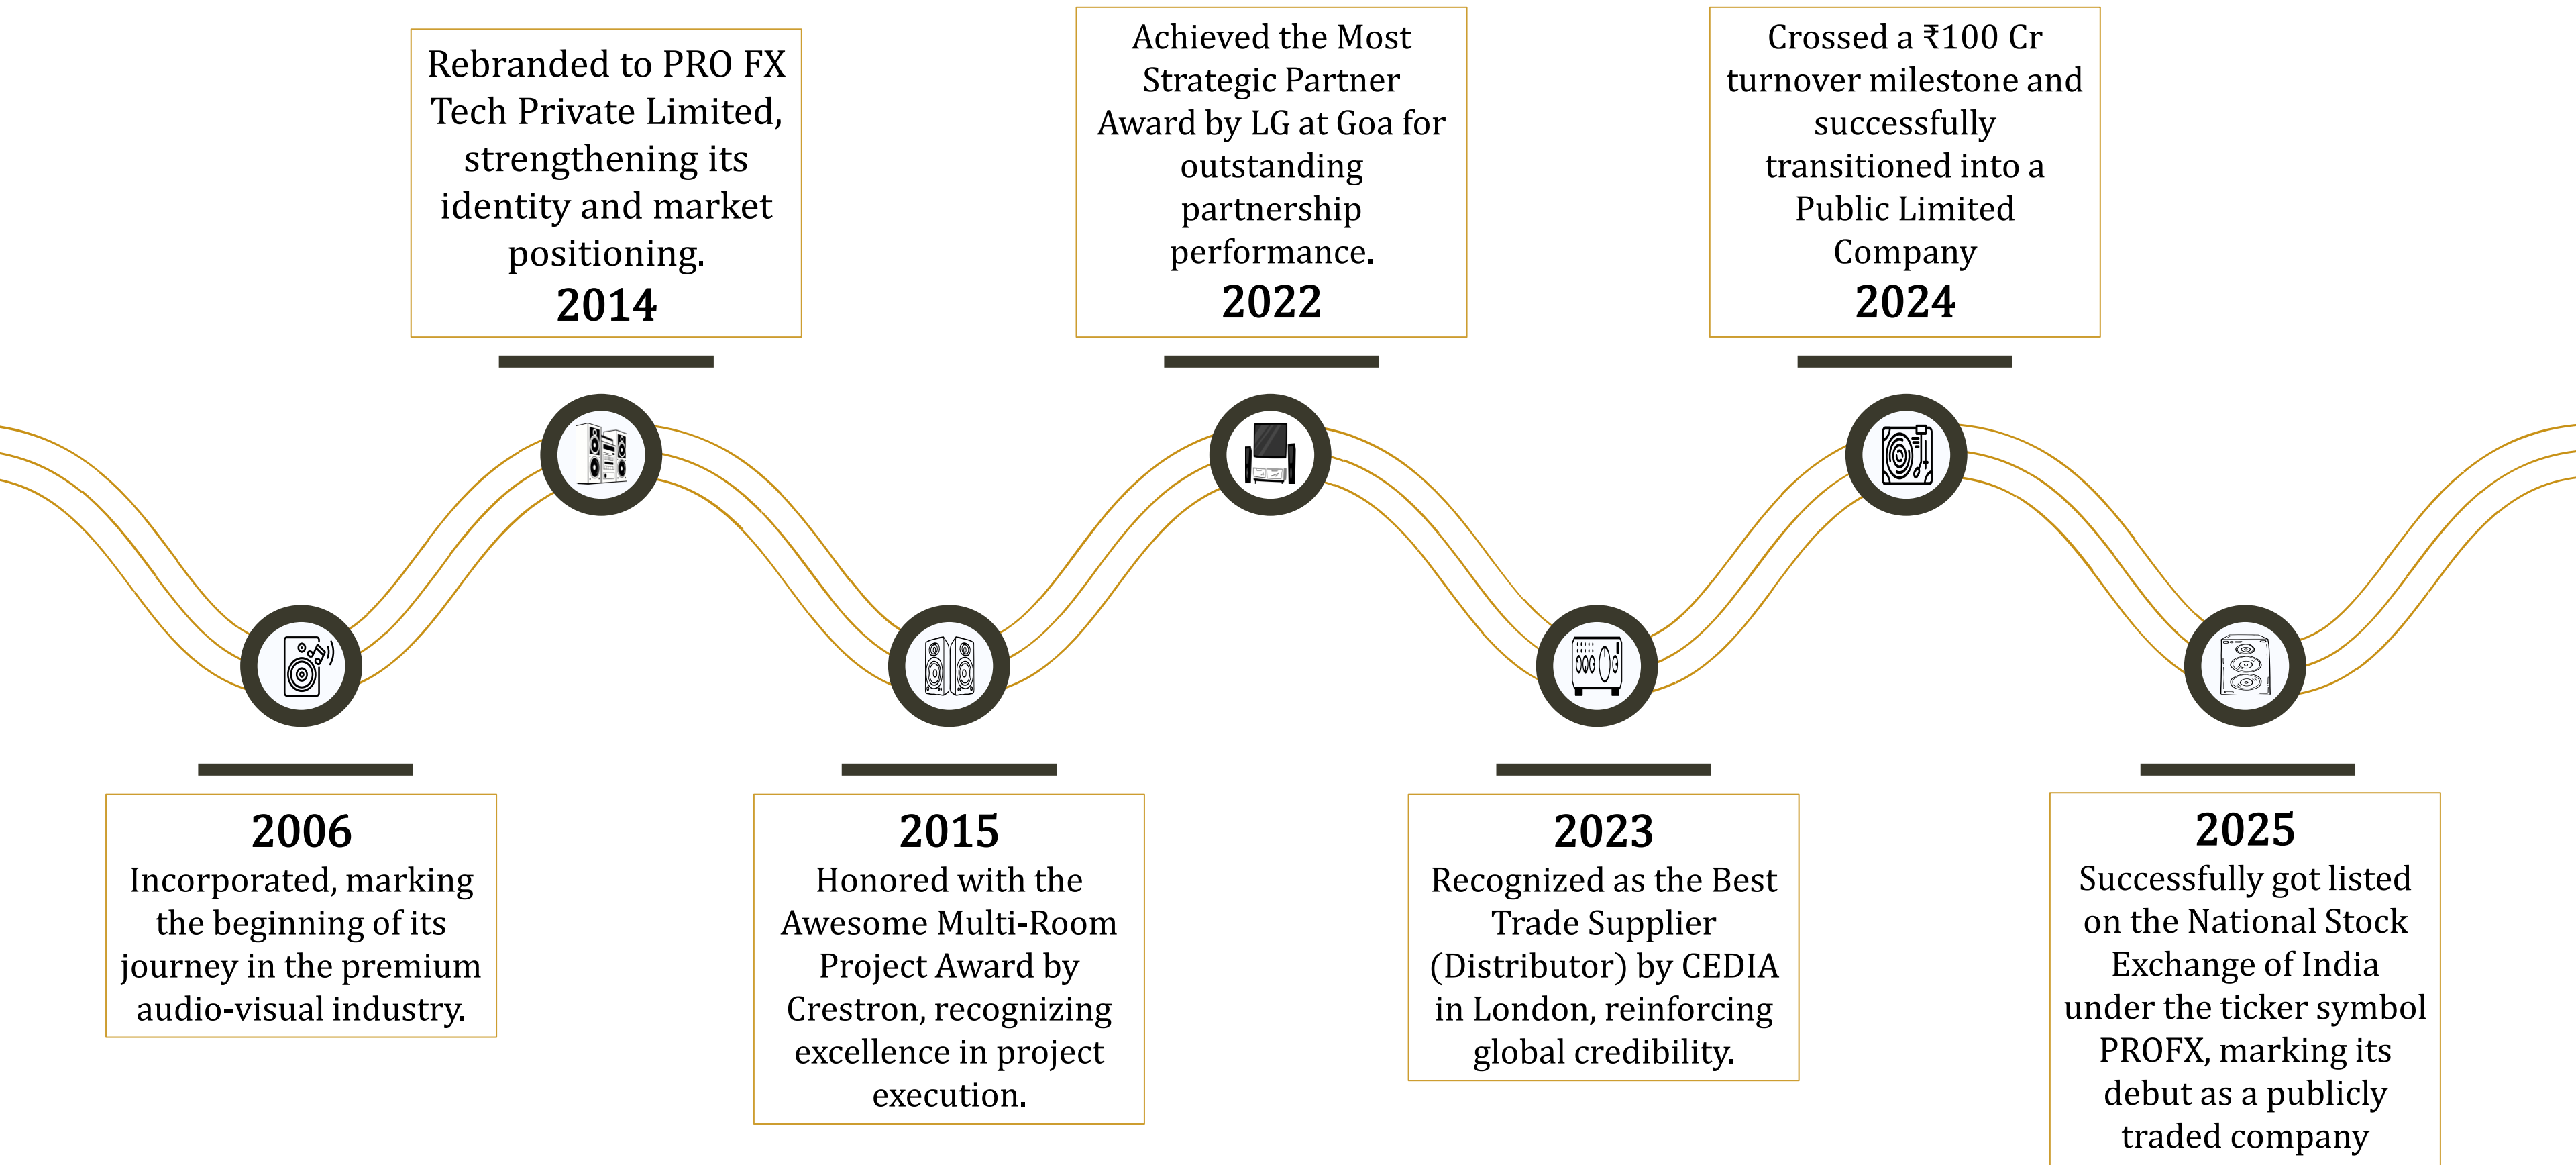 Rebranded to PRO FX
Tech Private Limited,
strengthening its
identity and market
positioning.
2014
Achieved the Most
Strategic Partner
Award by LG at Goa for
outstanding
partnership
performance.
2022
Crossed a ₹100 Cr
turnover milestone and
successfully
transitioned into a
Public Limited
Company
2024
2006
Incorporated, marking
the beginning of its
journey in the premium
audio-visual industry.
2015
Honored with the
Awesome Multi-Room
Project Award by
Crestron, recognizing
excellence in project
execution.
2023
Recognized as the Best
Trade Supplier
(Distributor) by CEDIA
in London, reinforcing
global credibility.
2025
Successfully got listed
on the National Stock
Exchange of India
under the ticker symbol
PROFX, marking its
debut as a publicly
traded company